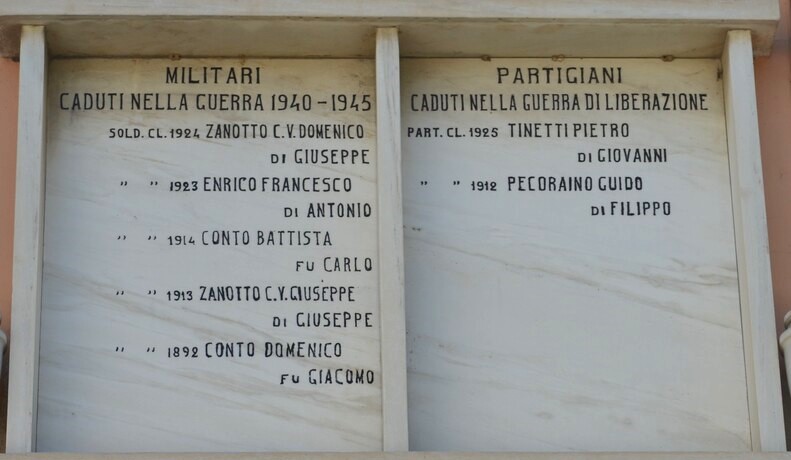 MILITARI
CADUTI NELLA GUERRA 1940-1945
SOLD. CL. 1924 ZANOTTO C.V. DOMENICO
DI GIUSEPPE
" " 1923 ENRICO FRANCESCO
DI ANTONIO
" " 1914 CONTO BATTISTA
FU CARLO
" " 1913 ZANOTTO C.V. GIUSEPPE
DI GIUSEPPE
" " 1892 CONTO DOMENICO
FU GIACOMO
PARTIGIANI
CADUTI NELLA GUERRA DI LIBERAZIONE
PART. CL. 1925 TINETTI PIETRO
DI GIOVANNI
" " 1912 PECORAINO GUIDO
DI FILIPPO